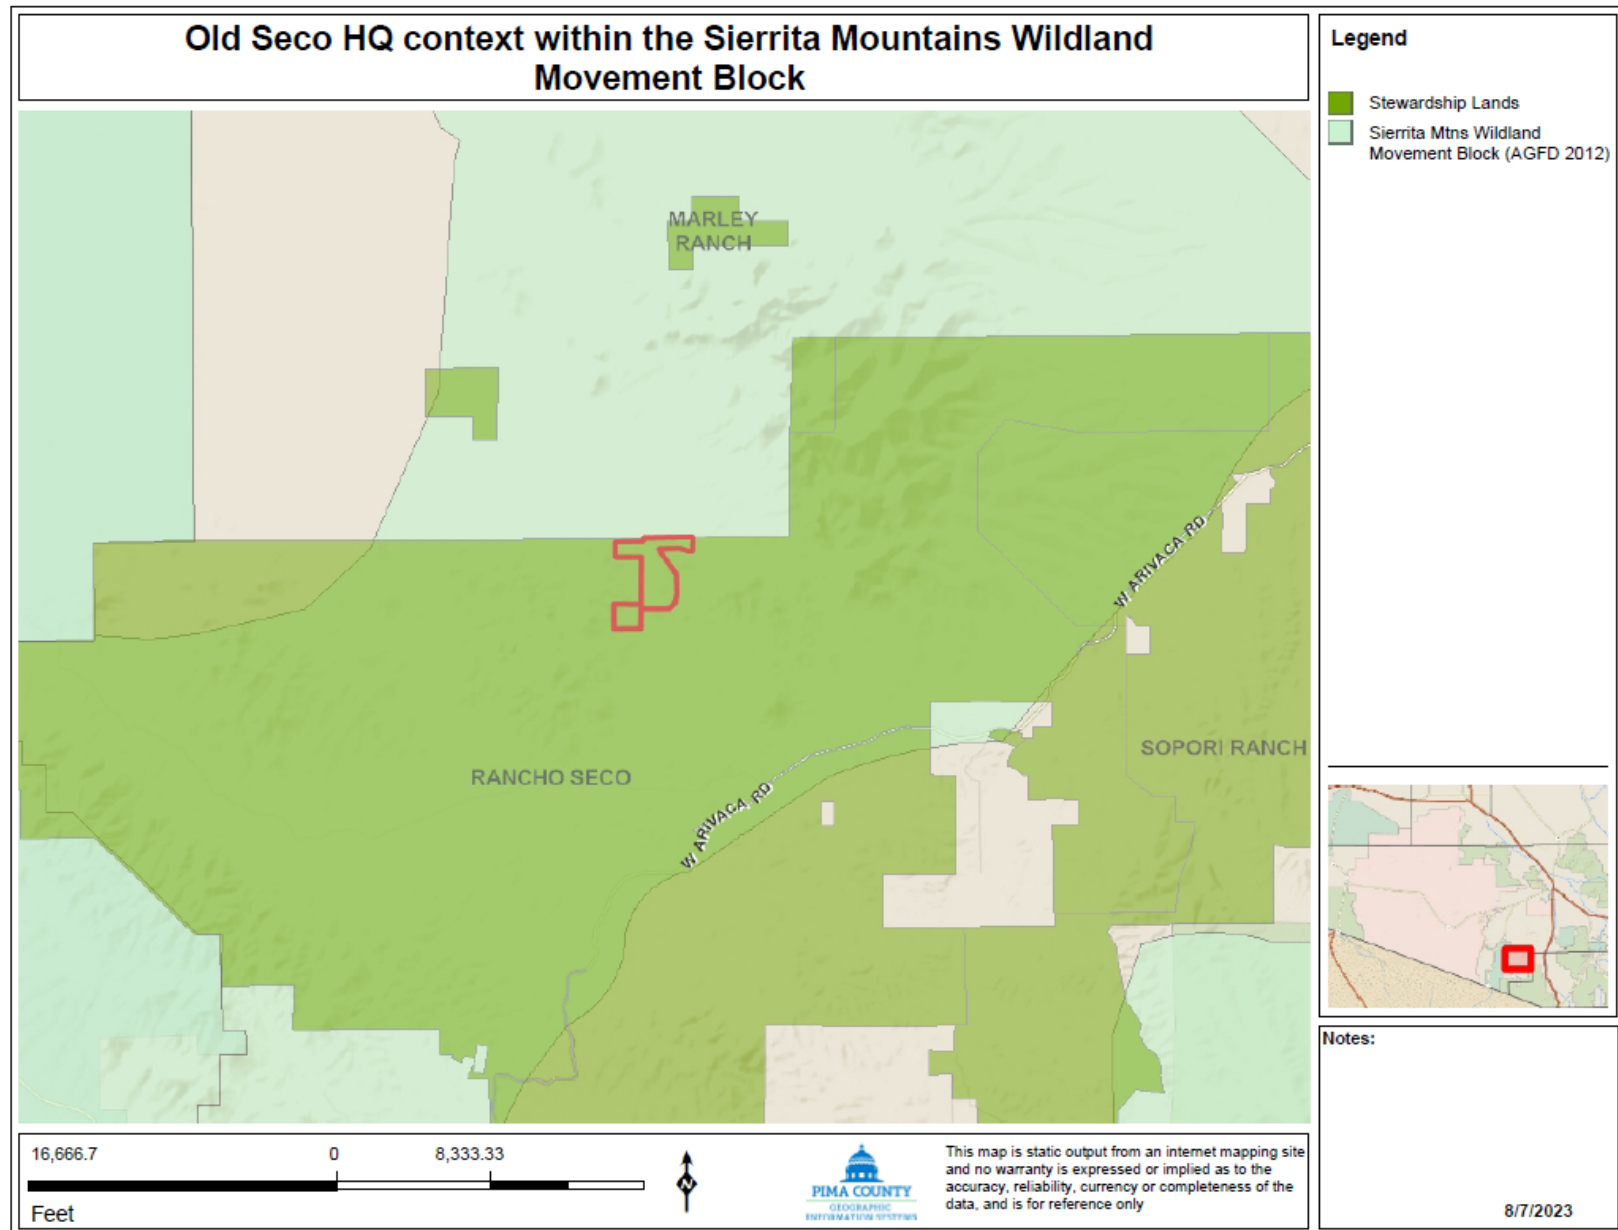 Old Seco HQ context within the Sierrita Mountains Wildland
Movement Block
Legend
Stewardship Lands
Sierrita Mtns Wildland
Movement Block (AGFD 2012)
MARLEY
RANCH
W ARIVACA RD
SOPORI RANCH
RANCHO SECO
W ARIVACA RD
Notes:
16,666.7
0
8,333.33
Feet
N
PIMA COUNTY
GEOGRAPHIC
INFORMATION SYSTEMS
This map is static output from an internet mapping site
and no warranty is expressed or implied as to the
accuracy, reliability, currency or completeness of the
data, and is for reference only
8/7/2023